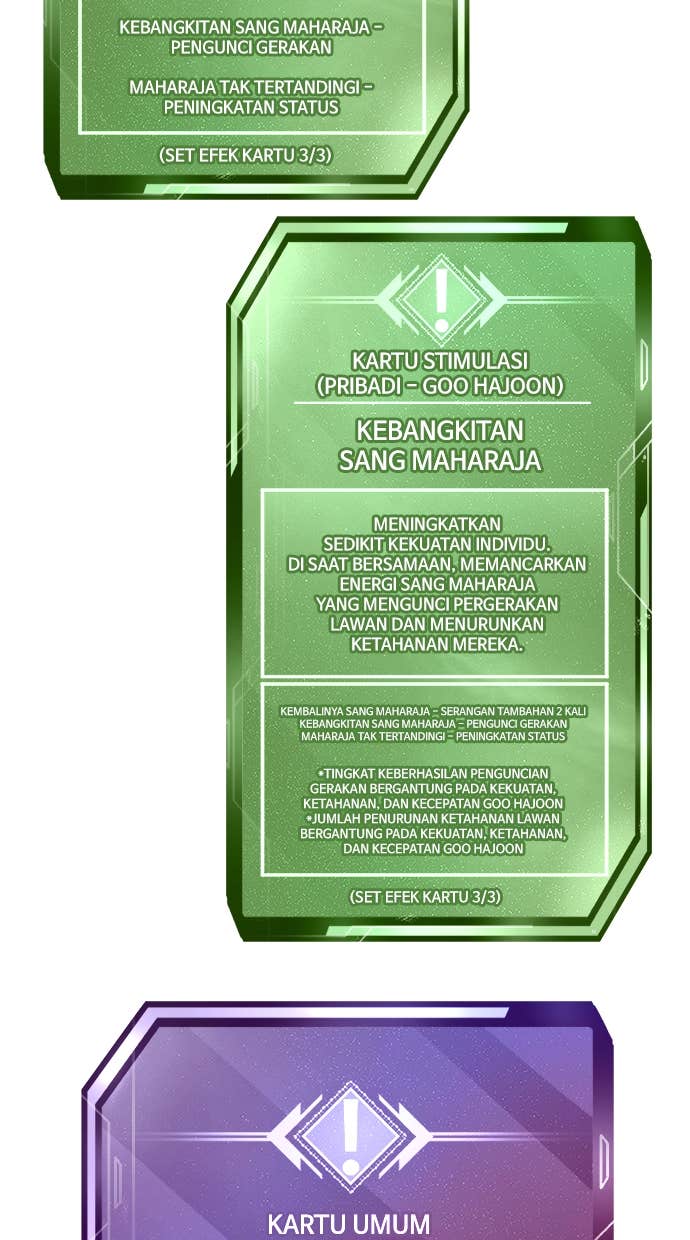 KEBANGKITAN SANG MAHARAJA –
PENGUNCI GERAKAN
MAHARAJA TAK TERTANDINGI –
PENINGKATAN STATUS
(SET EFEK KARTU 3/3)
!
KARTU STIMULASI
(PRIBADI – GOO HAJOON)
KEBANGKITAN
SANG MAHARAJA
MENINGKATKAN
SEDIKIT KEKUATAN INDIVIDU.
DI SAAT BERSAMAAN, MEMANCARKAN
ENERGI SANG MAHARAJA
YANG MENGUNCI PERGERAKAN
LAWAN DAN MENURUNKAN
KETAHANAN MEREKA.
KEMBALINYA SANG MAHARAJA – SERANGAN TAMBAHAN 2 KALI
KEBANGKITAN SANG MAHARAJA – PENGUNCI GERAKAN
MAHARAJA TAK TERTANDINGI – PENINGKATAN STATUS
*TINGKAT KEBERHASILAN PENGUNCIAN
GERAKAN BERGANTUNG PADA KEKUATAN,
KETAHANAN, DAN KECEPATAN GOO HAJOON
*JUMLAH PENURUNAN KETAHANAN LAWAN
BERGANTUNG PADA KEKUATAN, KETAHANAN,
DAN KECEPATAN GOO HAJOON
(SET EFEK KARTU 3/3)
!
KARTU UMUM